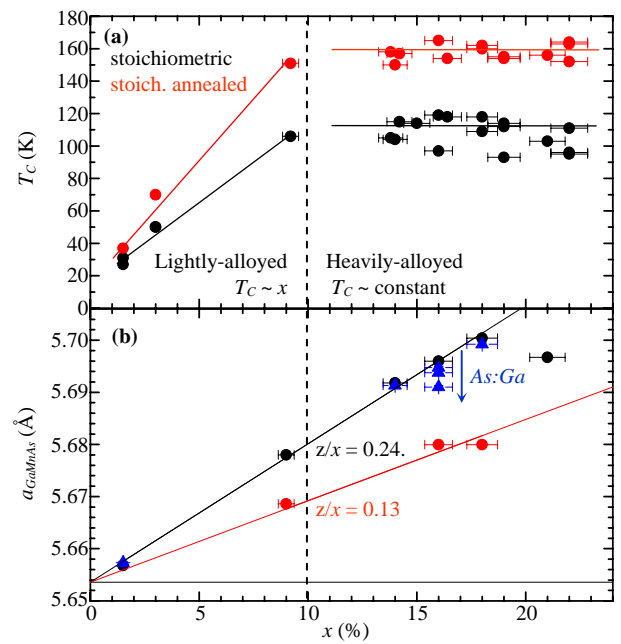 180
160
140
120
100
80
60
40
20
0
T_C (K)
(a)
stoichiometric
stoich. annealed
Lightly-alloyed
T_C ~ x
Heavily-alloyed
T_C ~ constant
5.70
5.69
5.68
5.67
5.66
5.65
a_GaMnAs (Å)
(b)
As:Ga
z/x = 0.24.
z/x = 0.13
0 5 10 15 20
x (%)